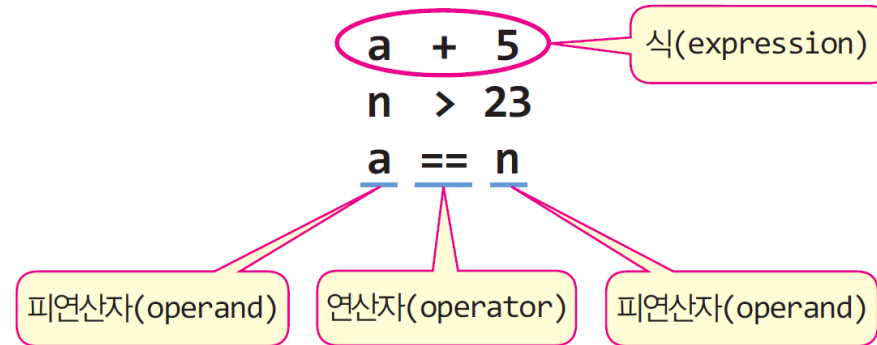 a + 5
식(expression)
n > 23
a == n
피연산자(operand)
연산자(operator)
피연산자(operand)